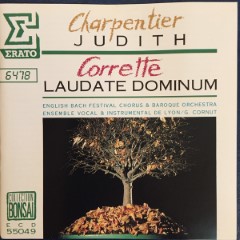 ERATO
6478
Charpentier
JUDITH
Corrette
LAUDATE DOMINUM
ENGLISH BACH FESTIVAL CHORUS & BAROQUE ORCHESTRA
ENSEMBLE VOCAL & INSTRUMENTAL DE LYON/G. CORNUT
COLLECTION
BONSAI
ECD
55049